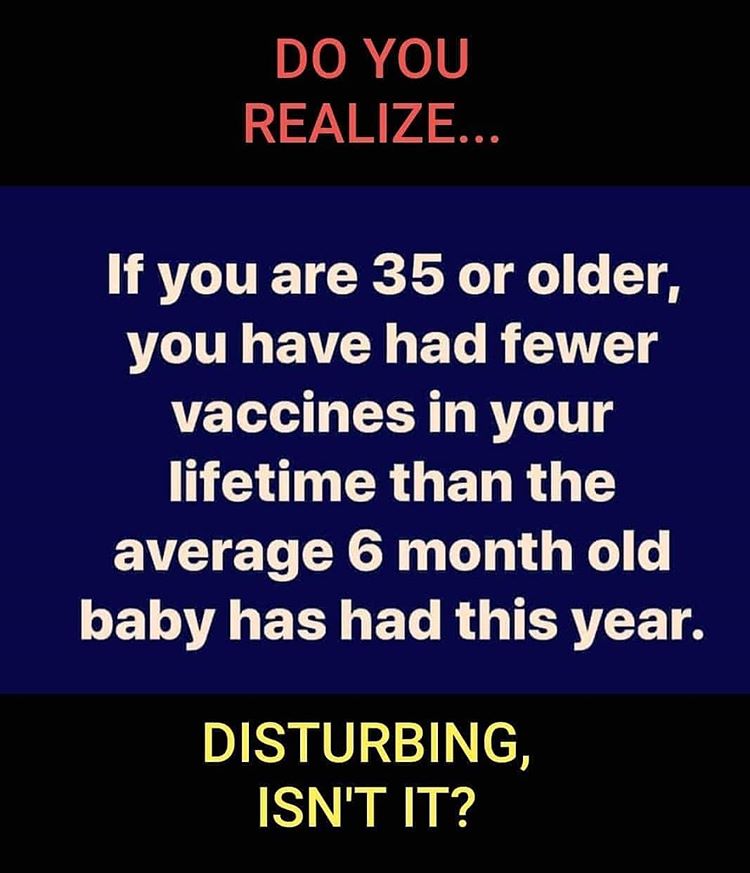 DO YOU
REALIZE...
If you are 35 or older,
you have had fewer
vaccines in your
lifetime than the
average 6 month old
baby has had this year.
DISTURBING,
ISN'T IT?